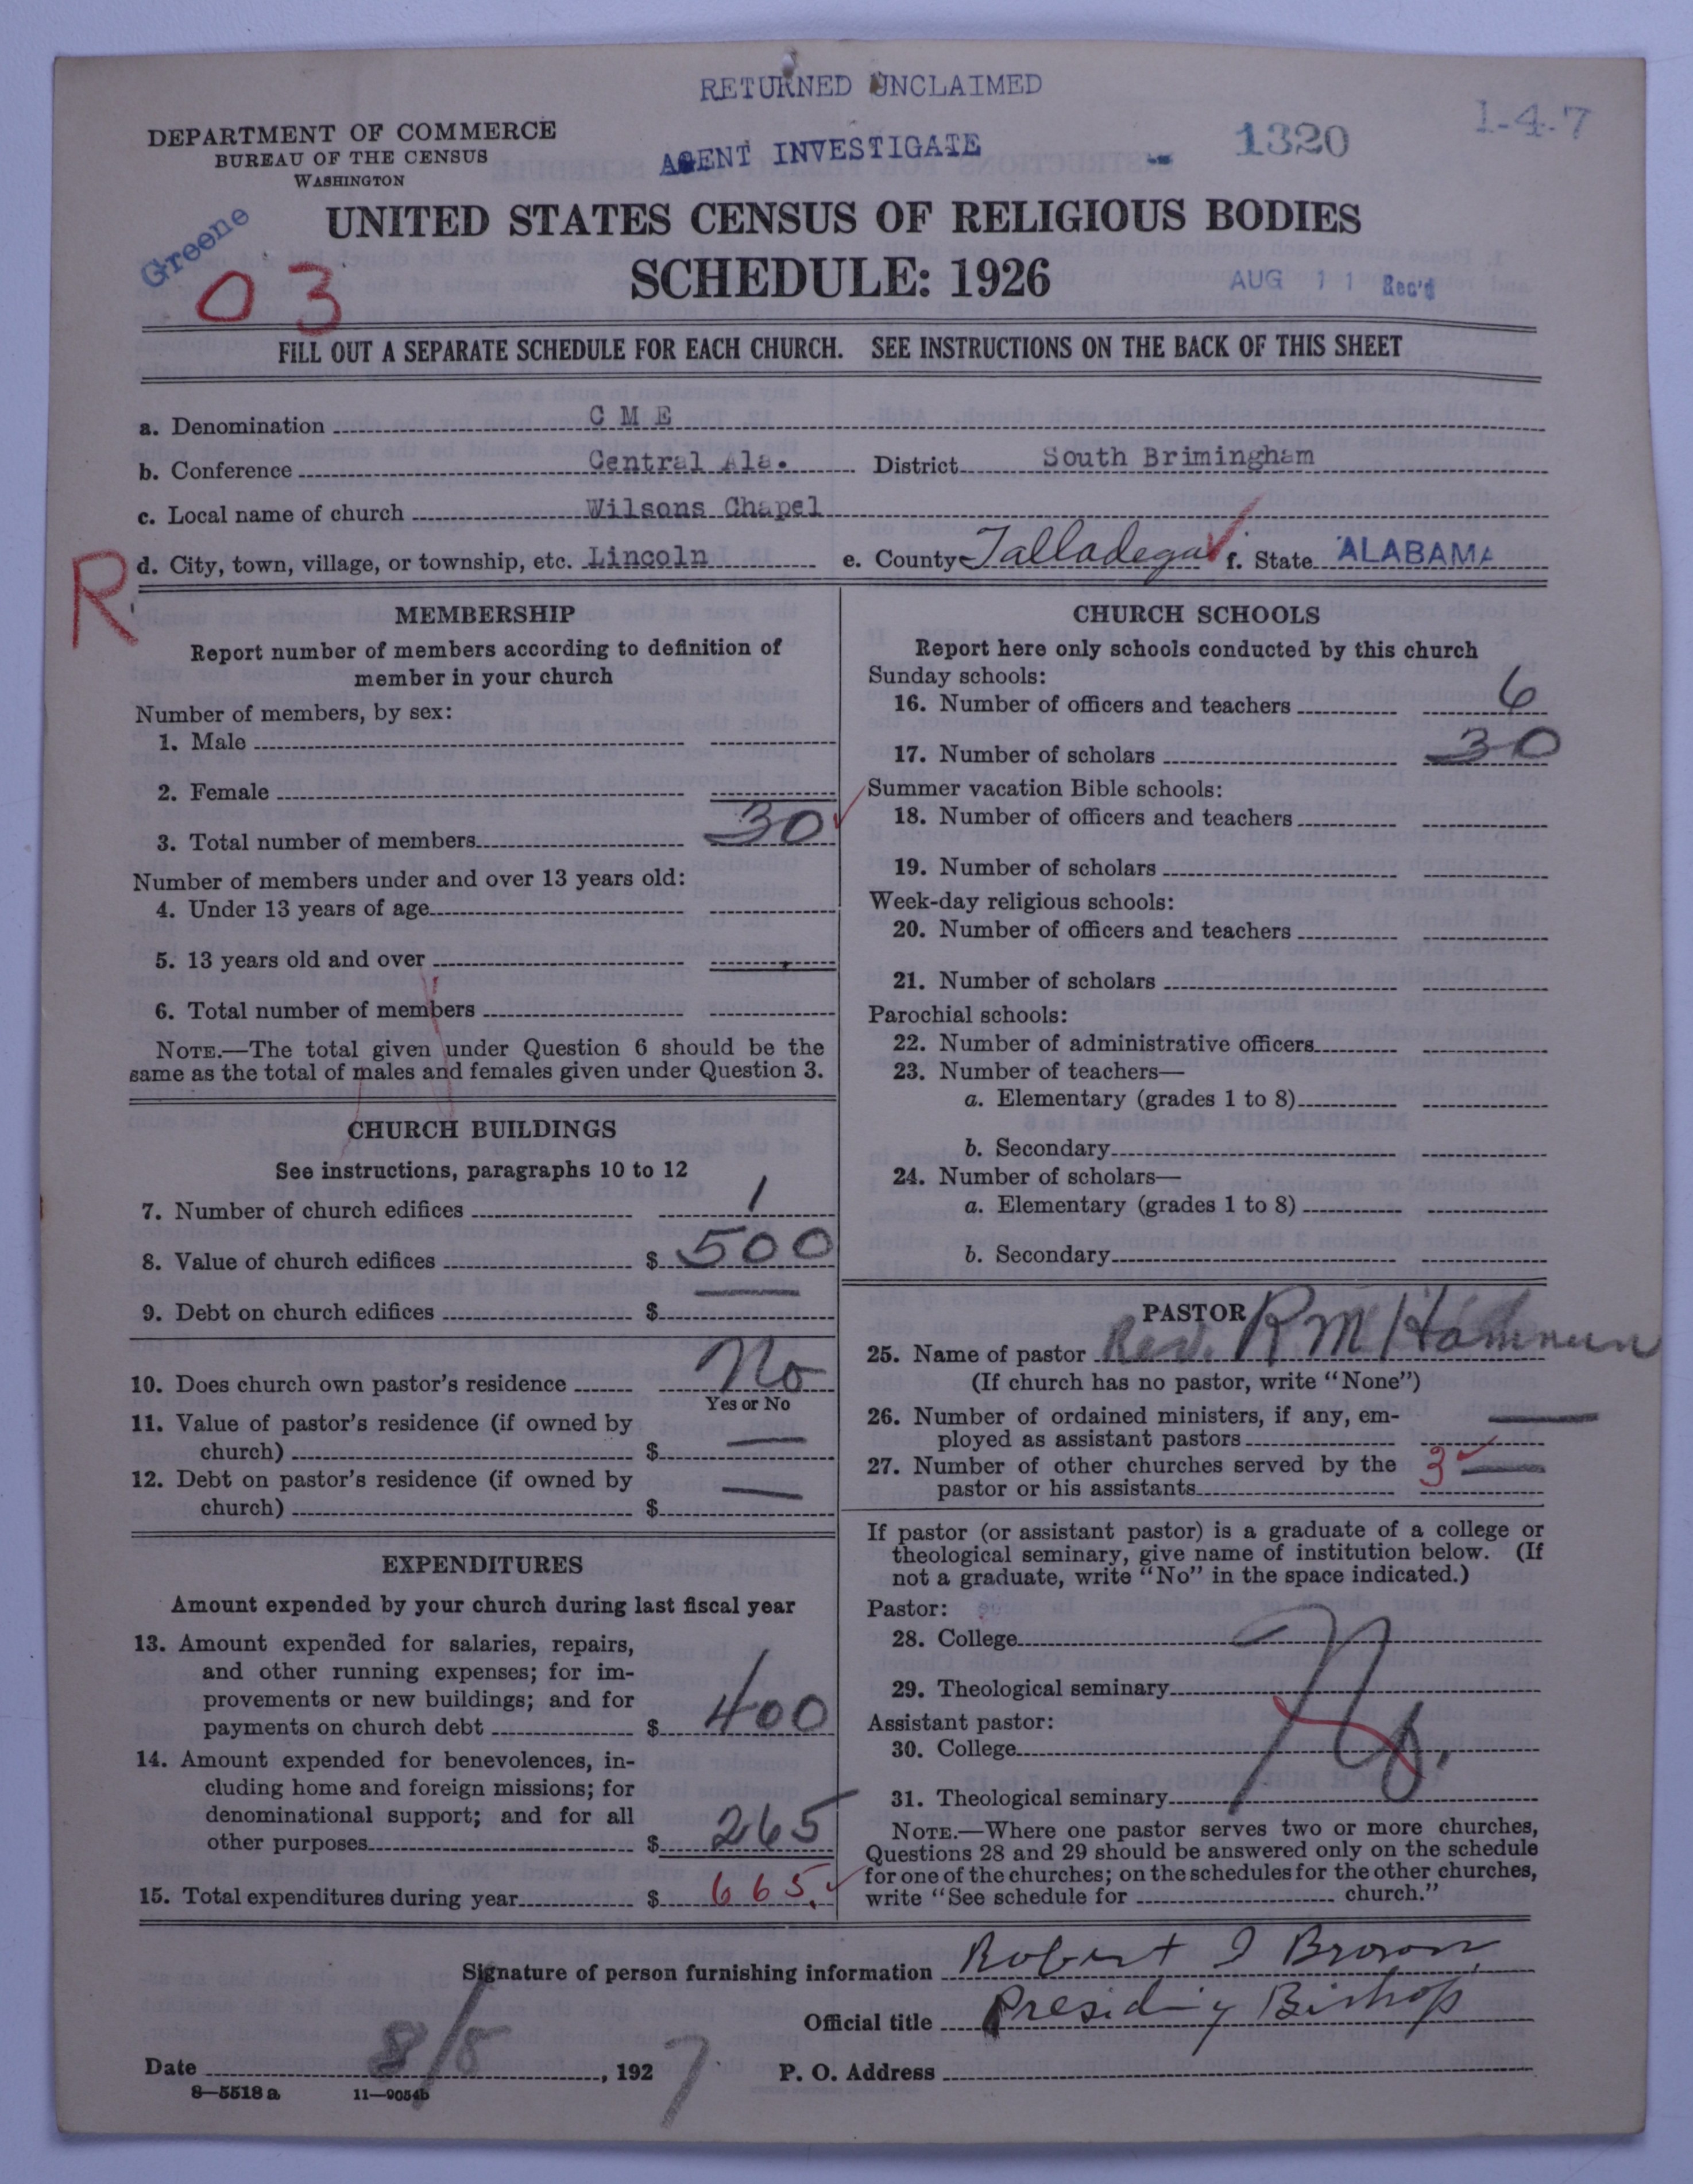 RETURNED UNCLAIMED
DEPARTMENT OF COMMERCE
BUREAU OF THE CENSUS
WASHINGTON
AGENT INVESTIGATE
1320
1-4-7
Greene
03
UNITED STATES CENSUS OF RELIGIOUS BODIES
SCHEDULE: 1926
AUG 11 Rec'd
FILL OUT A SEPARATE SCHEDULE FOR EACH CHURCH. SEE INSTRUCTIONS ON THE BACK OF THIS SHEET
a. Denomination C M E
b. Conference Central Ala. District South Brimingham
c. Local name of church Wilsons Chapel
R
d. City, town, village, or township, etc. Lincoln e. County Talladega f. State ALABAMA
MEMBERSHIP
Report number of members according to definition of
member in your church
Number of members, by sex:
1. Male
2. Female
3. Total number of members 30
Number of members under and over 13 years old:
4. Under 13 years of age
5. 13 years old and over
6. Total number of members
NOTE.—The total given under Question 6 should be the
same as the total of males and females given under Question 3.
CHURCH BUILDINGS
See instructions, paragraphs 10 to 12
7. Number of church edifices 1
8. Value of church edifices $ 500
9. Debt on church edifices $ —
10. Does church own pastor's residence No
Yes or No
11. Value of pastor's residence (if owned by
church) $ —
12. Debt on pastor's residence (if owned by
church) $ —
EXPENDITURES
Amount expended by your church during last fiscal year
13. Amount expended for salaries, repairs,
and other running expenses; for im-
provements or new buildings; and for
payments on church debt $ 400
14. Amount expended for benevolences, in-
cluding home and foreign missions; for
denominational support; and for all
other purposes $ 265
15. Total expenditures during year $ 665.
CHURCH SCHOOLS
Report here only schools conducted by this church
Sunday schools:
16. Number of officers and teachers 6
17. Number of scholars 30
Summer vacation Bible schools:
18. Number of officers and teachers
19. Number of scholars
Week-day religious schools:
20. Number of officers and teachers
21. Number of scholars
Parochial schools:
22. Number of administrative officers
23. Number of teachers—
a. Elementary (grades 1 to 8)
b. Secondary
24. Number of scholars—
a. Elementary (grades 1 to 8)
b. Secondary
PASTOR
25. Name of pastor Rev. R M
(If church has no pastor, write "None")
26. Number of ordained ministers, if any, em-
ployed as assistant pastors —
27. Number of other churches served by the
pastor or his assistants 3 —
If pastor (or assistant pastor) is a graduate of a college or
theological seminary, give name of institution below. (If
not a graduate, write "No" in the space indicated.)
Pastor:
28. College
29. Theological seminary
No.
Assistant pastor:
30. College
31. Theological seminary
NOTE.—Where one pastor serves two or more churches,
Questions 28 and 29 should be answered only on the schedule
for one of the churches; on the schedules for the other churches,
write "See schedule for church."
Signature of person furnishing information Robert I Brown
Official title Presiding Bishop
Date 8/5, 1927 P. O. Address
8—5518a 11—9054b